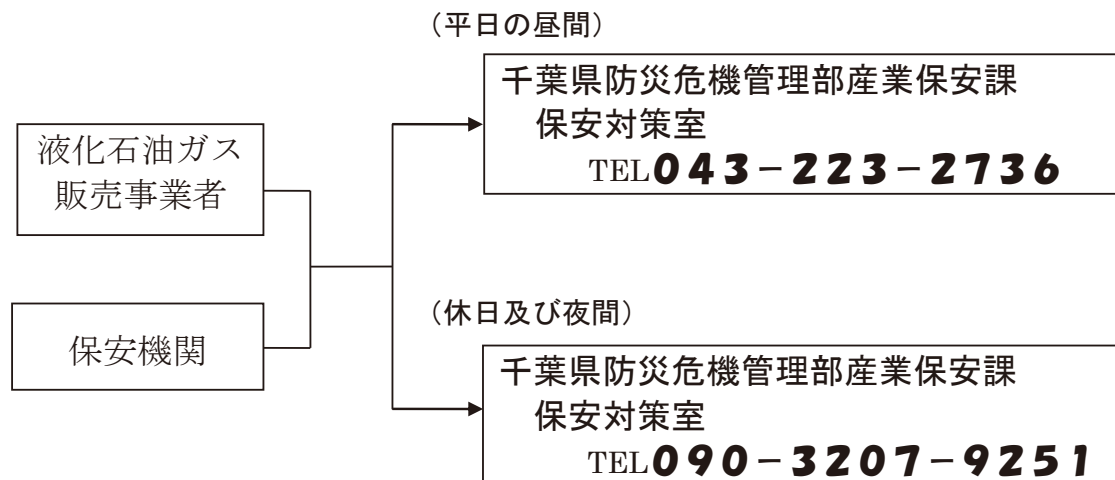 液化石油ガス
販売事業者
保安機関
（平日の昼間）
千葉県防災危機管理部産業保安課
保安対策室
TEL043−223−2736
（休日及び夜間）
千葉県防災危機管理部産業保安課
保安対策室
TEL090−3207−9251